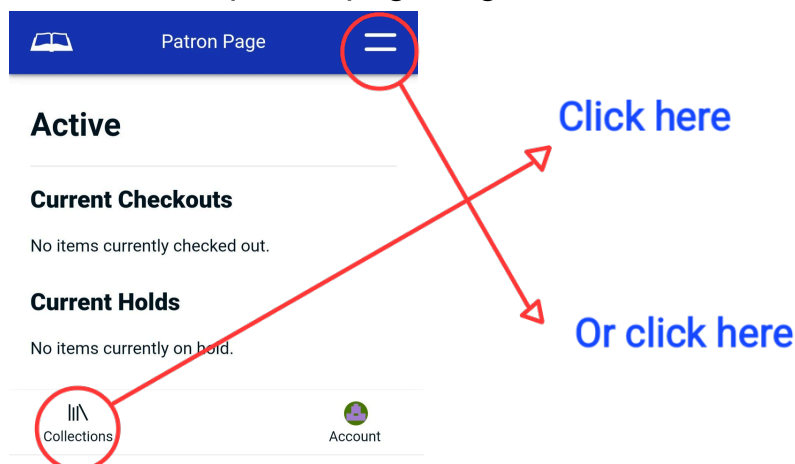 Patron Page
Active
Click here
Current Checkouts
No items currently checked out.
Current Holds
Or click here
No items currently on hold.
Collections
Account